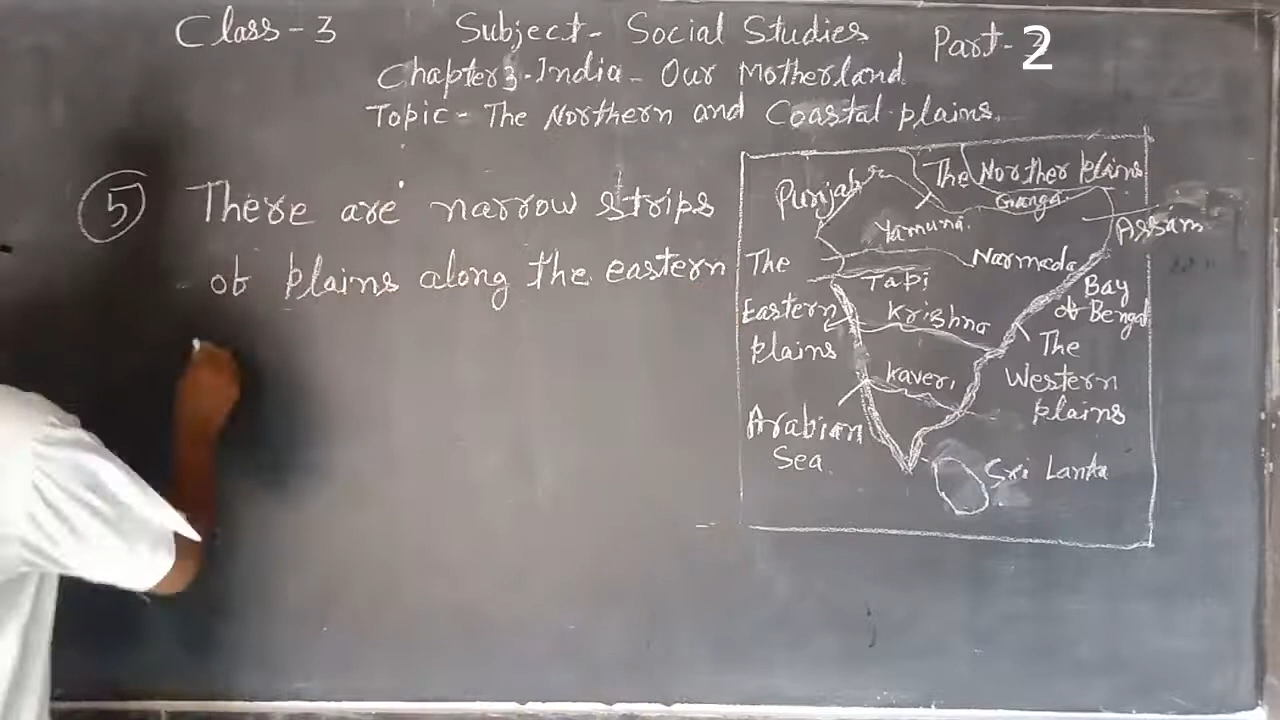 Class-3
Subject- Social Studies
Part-2
Chapter 3-India- Our Motherland
Topic- The Northern and Coastal plains.
5 There are narrow strips
of plains along the eastern
Punjab
The Norther plains
Ganga
Yamuna.
Assam
The
Eastern
plains
Narmada
Tapi
Bay
of Bengal
Krishna
The
Western
plains
Kaveri
Arabian
Sea
Sri Lanka